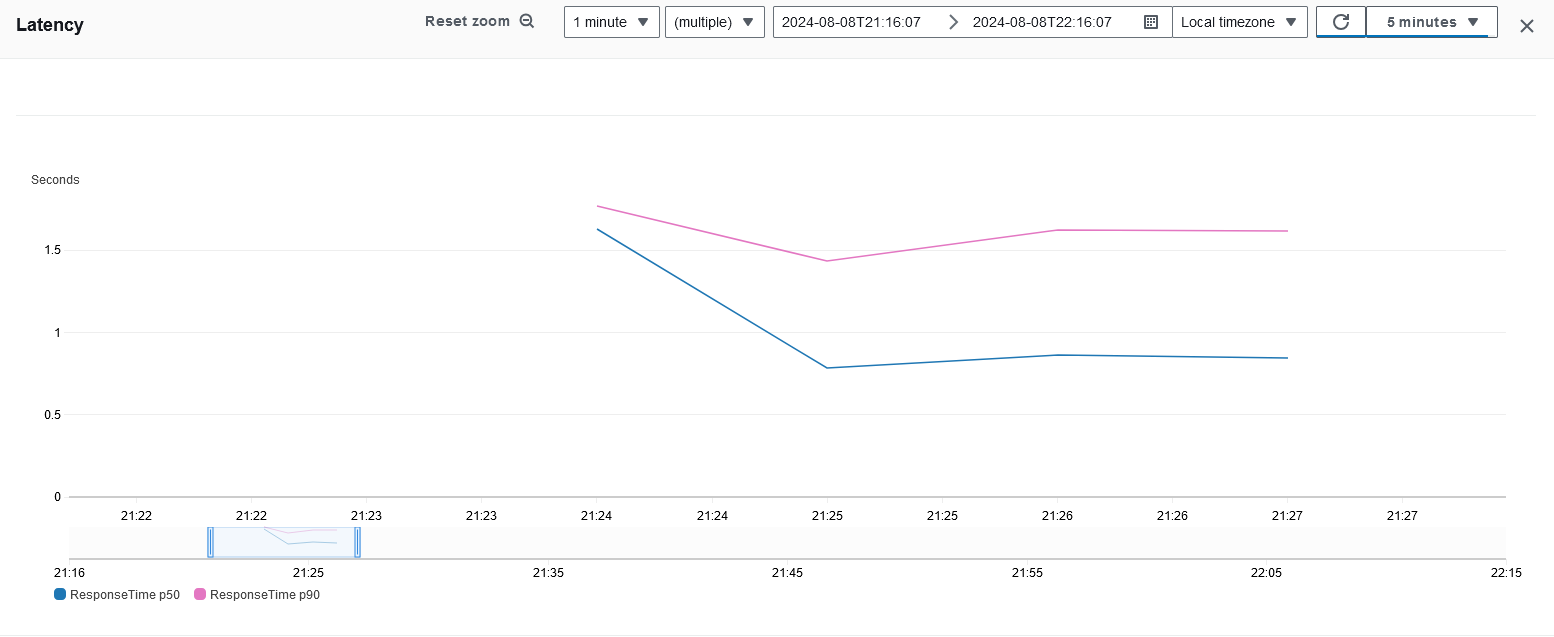 Latency
Reset zoom
1 minute
(multiple)
2024-08-08T21:16:07
2024-08-08T22:16:07
Local timezone
5 minutes
Seconds
1.5
1
0.5
0
21:22 21:22 21:23 21:23 21:24 21:24 21:25 21:25 21:26 21:26 21:27 21:27
21:16 21:25 21:35 21:45 21:55 22:05 22:15
ResponseTime p50 ResponseTime p90